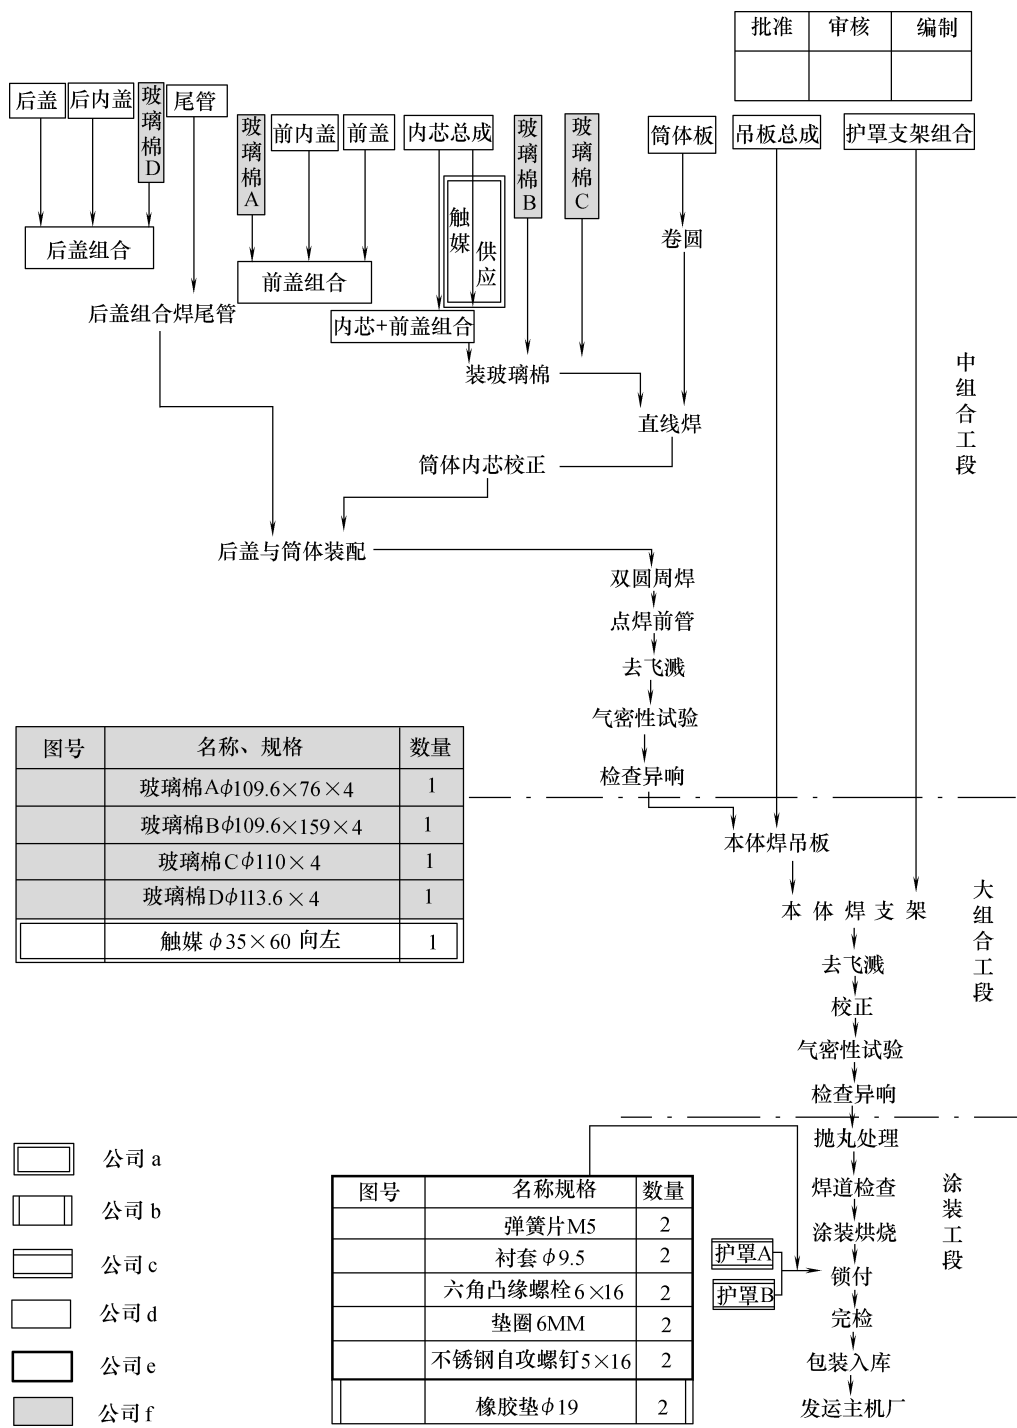 批准 审核 编制
后盖 后内盖 玻璃棉D 尾管
玻璃棉A 前内盖 前盖 内芯总成 玻璃棉B 玻璃棉C 筒体板 吊板总成 护罩支架组合
触媒 供应
卷圆
后盖组合
前盖组合
后盖组合焊尾管
内芯+前盖组合
装玻璃棉
直线焊
中组合工段
筒体内芯校正
后盖与筒体装配
双圆周焊
点焊前管
去飞溅
气密性试验
检查异响
图号 名称、规格 数量
玻璃棉Aφ109.6×76×4 1
玻璃棉Bφ109.6×159×4 1
玻璃棉Cφ110×4 1
玻璃棉Dφ113.6×4 1
触媒φ35×60 向左 1
本体焊吊板
本体焊支架
去飞溅
校正
气密性试验
检查异响
大组合工段
抛丸处理
焊道检查
涂装烘烧
护罩A
护罩B
锁付
完检
包装入库
发运主机厂
涂装工段
图号 名称规格 数量
弹簧片M5 2
衬套φ9.5 2
六角凸缘螺栓6×16 2
垫圈6MM 2
不锈钢自攻螺钉5×16 2
橡胶垫φ19 2
公司a
公司b
公司c
公司d
公司e
公司f